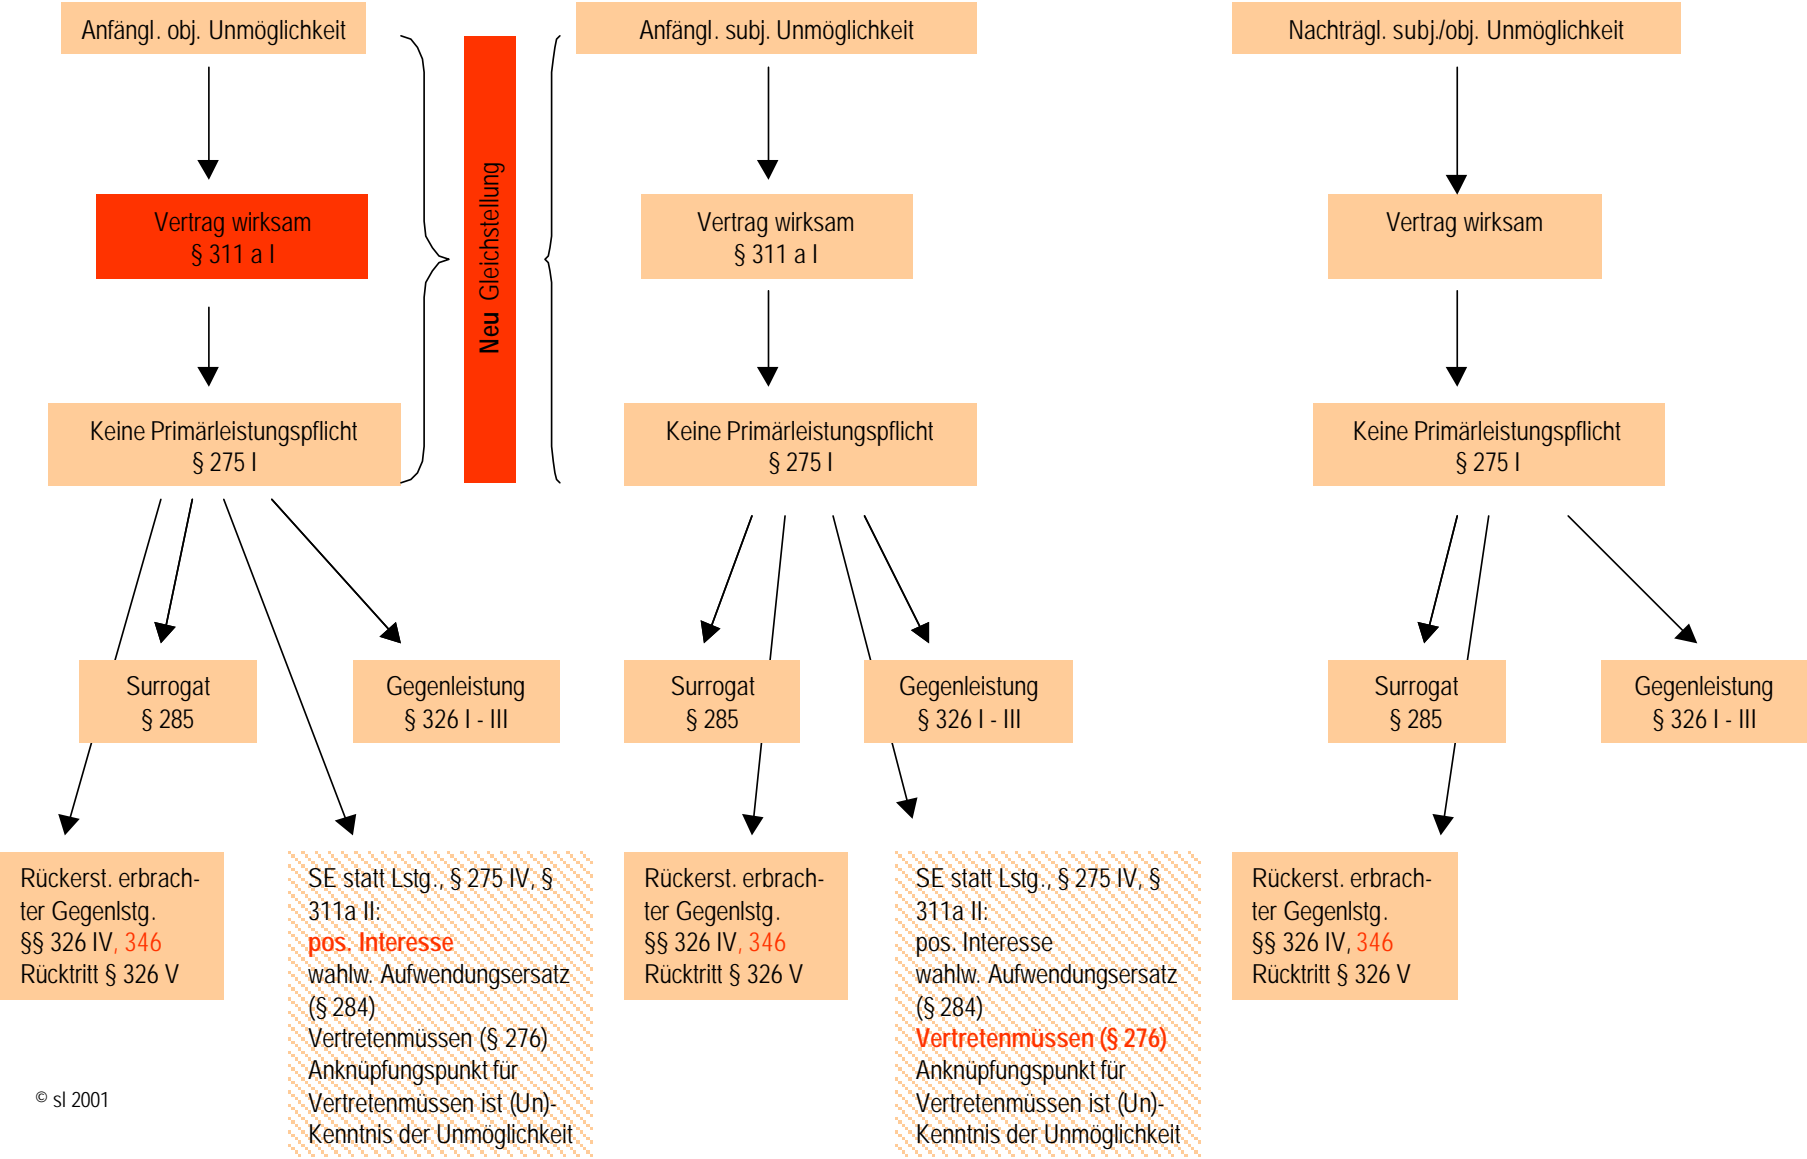 Anfängl. obj. Unmöglichkeit
Anfängl. subj. Unmöglichkeit
Nachträgl. subj./obj. Unmöglichkeit
Neu Gleichstellung
Vertrag wirksam
§ 311 a I
Vertrag wirksam
§ 311 a I
Vertrag wirksam
Keine Primärleistungspflicht
§ 275 I
Keine Primärleistungspflicht
§ 275 I
Keine Primärleistungspflicht
§ 275 I
Surrogat
§ 285
Gegenleistung
§ 326 I - III
Surrogat
§ 285
Gegenleistung
§ 326 I - III
Surrogat
§ 285
Gegenleistung
§ 326 I - III
Rückerst. erbrach-
ter Gegenlstg.
§§ 326 IV, 346
Rücktritt § 326 V
SE statt Lstg., § 275 IV, §
311a II:
pos. Interesse
wahlw. Aufwendungsersatz
(§ 284)
Vertretenmüssen (§ 276)
Anknüpfungspunkt für
Vertretenmüssen ist (Un)-
Kenntnis der Unmöglichkeit
Rückerst. erbrach-
ter Gegenlstg.
§§ 326 IV, 346
Rücktritt § 326 V
SE statt Lstg., § 275 IV, §
311a II:
pos. Interesse
wahlw. Aufwendungsersatz
(§ 284)
Vertretenmüssen (§ 276)
Anknüpfungspunkt für
Vertretenmüssen ist (Un)-
Kenntnis der Unmöglichkeit
Rückerst. erbrach-
ter Gegenlstg.
§§ 326 IV, 346
Rücktritt § 326 V
© sl 2001